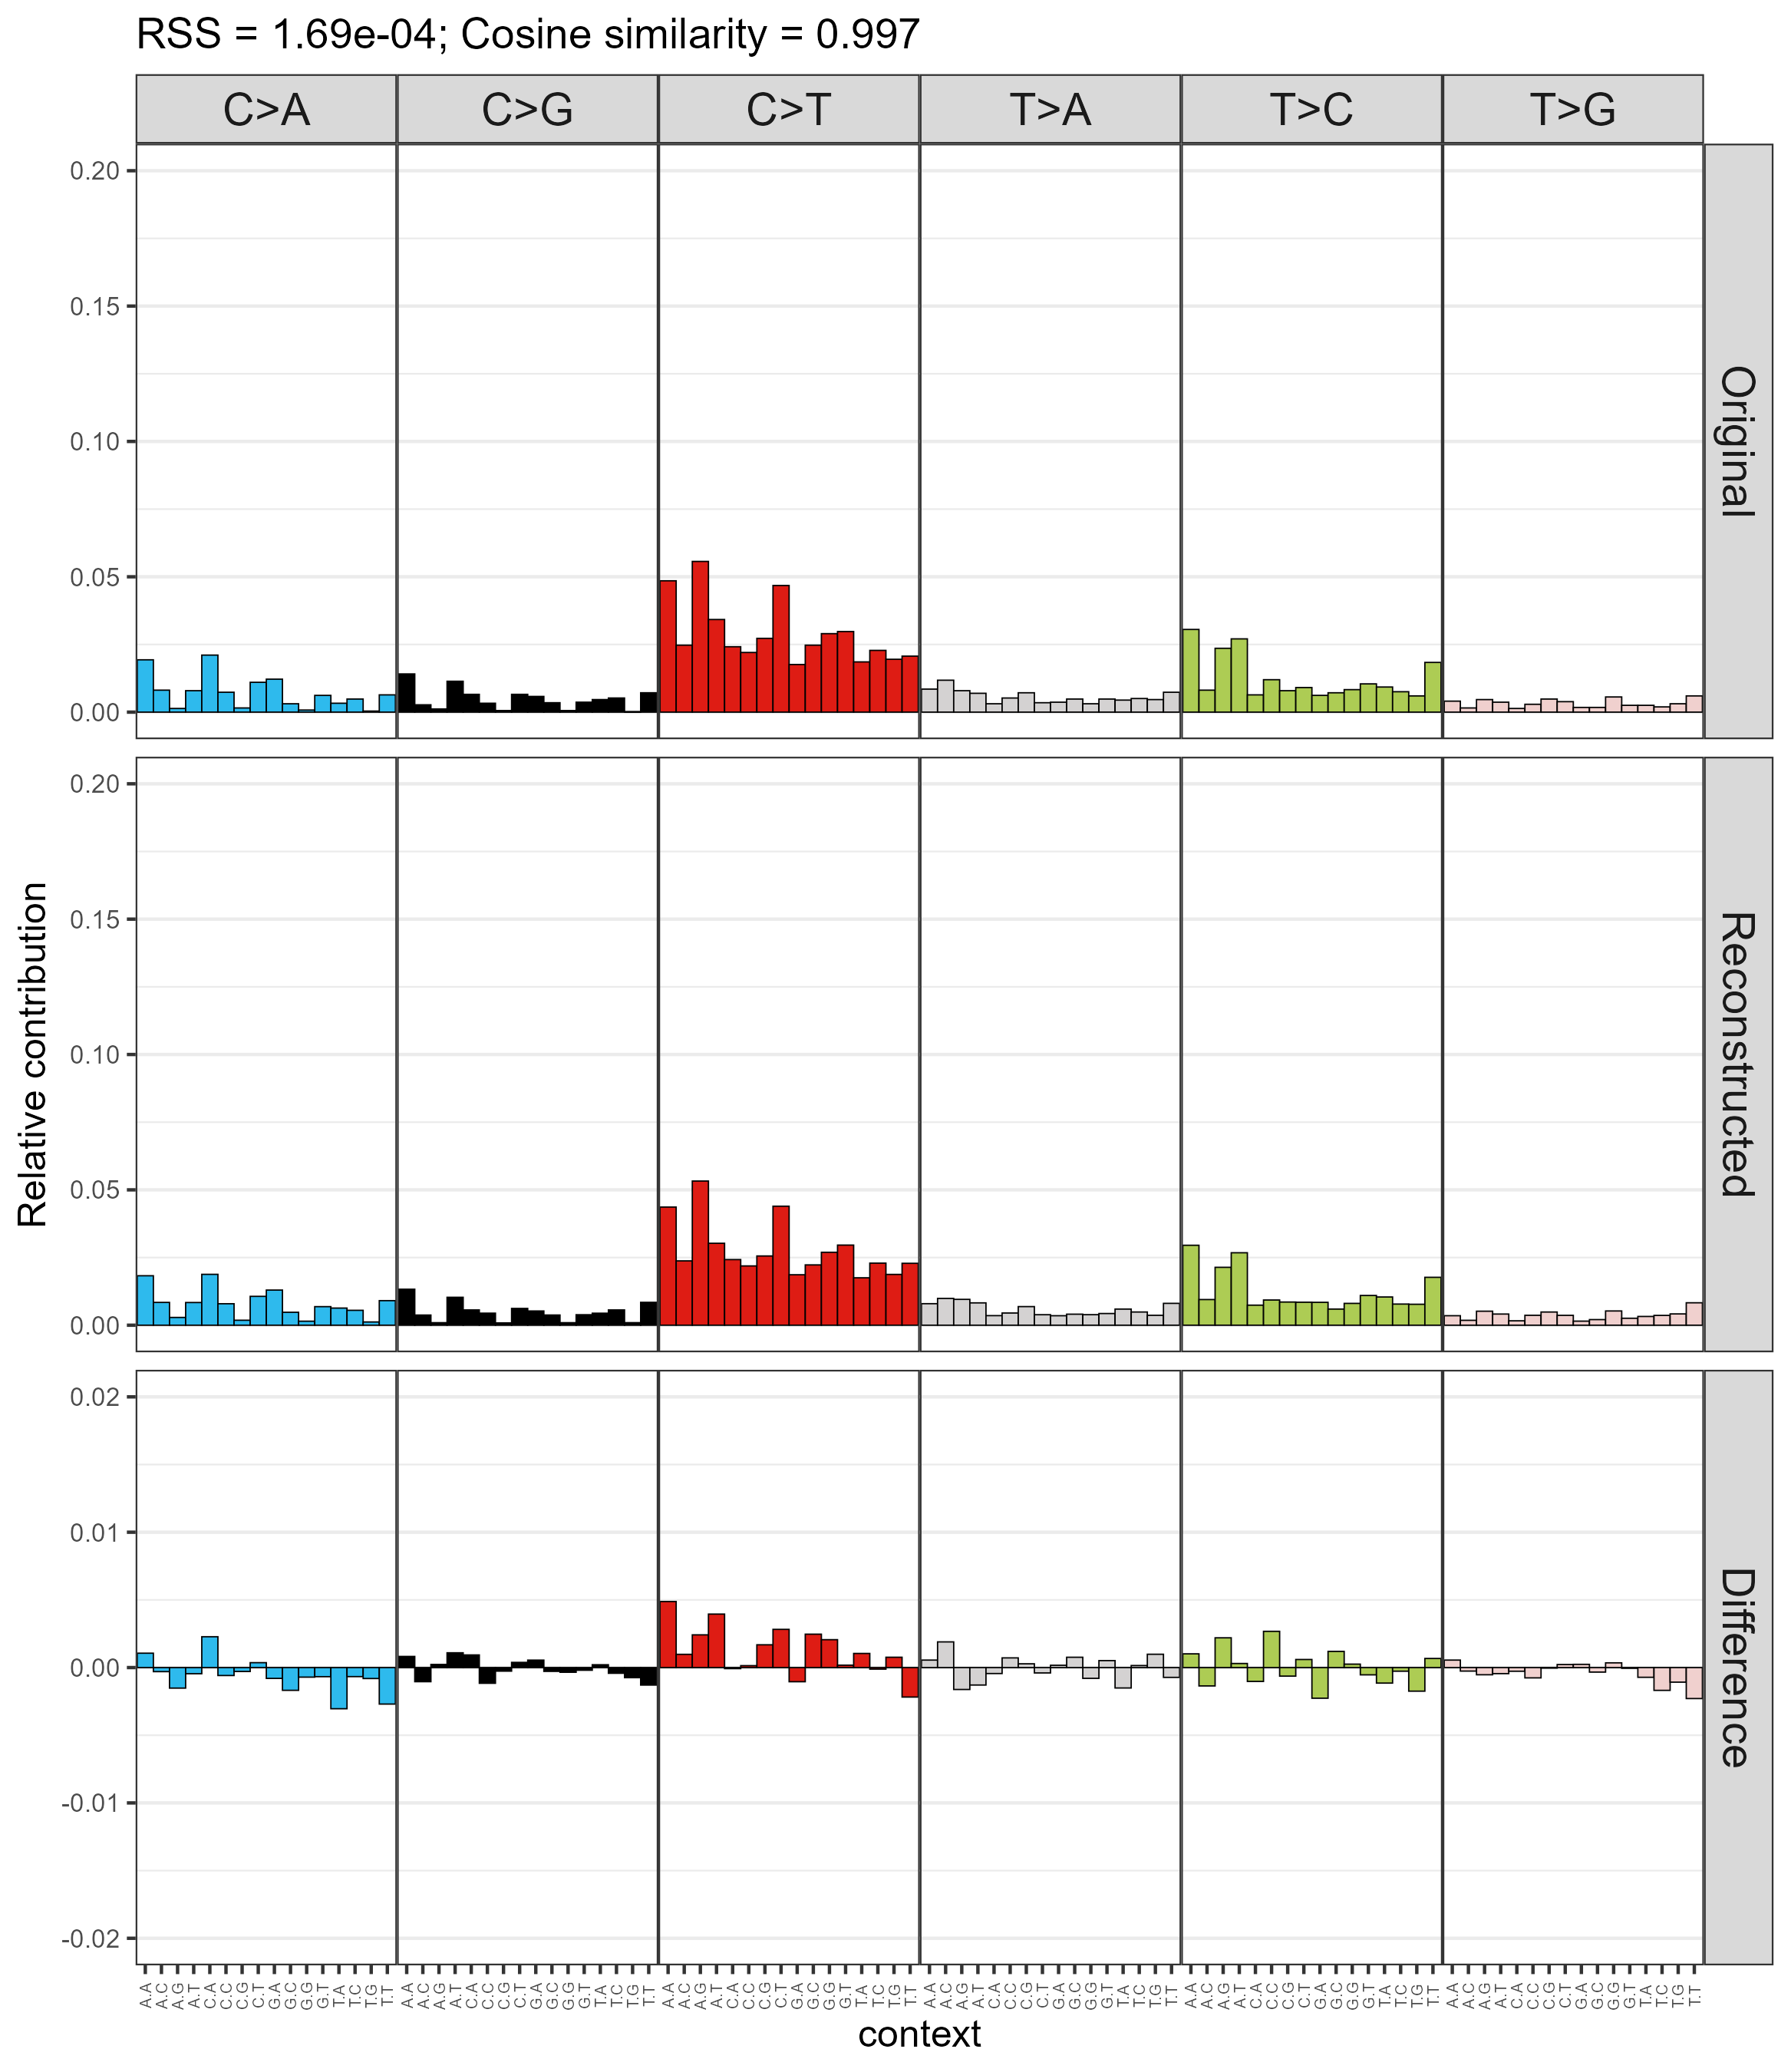 RSS = 1.69e-04; Cosine similarity = 0.997
C>A C>G C>T T>A T>C T>G
0.20
0.15
0.10
0.05
0.00
Original
0.20
0.15
0.10
0.05
0.00
Reconstructed
0.02
0.01
0.00
-0.01
-0.02
Difference
Relative contribution
A.A A.C A.G A.T C.A C.C C.G C.T G.A G.C G.G G.T T.A T.C T.G T.T
A.A A.C A.G A.T C.A C.C C.G C.T G.A G.C G.G G.T T.A T.C T.G T.T
A.A A.C A.G A.T C.A C.C C.G C.T G.A G.C G.G G.T T.A T.C T.G T.T
A.A A.C A.G A.T C.A C.C C.G C.T G.A G.C G.G G.T T.A T.C T.G T.T
A.A A.C A.G A.T C.A C.C C.G C.T G.A G.C G.G G.T T.A T.C T.G T.T
A.A A.C A.G A.T C.A C.C C.G C.T G.A G.C G.G G.T T.A T.C T.G T.T
context